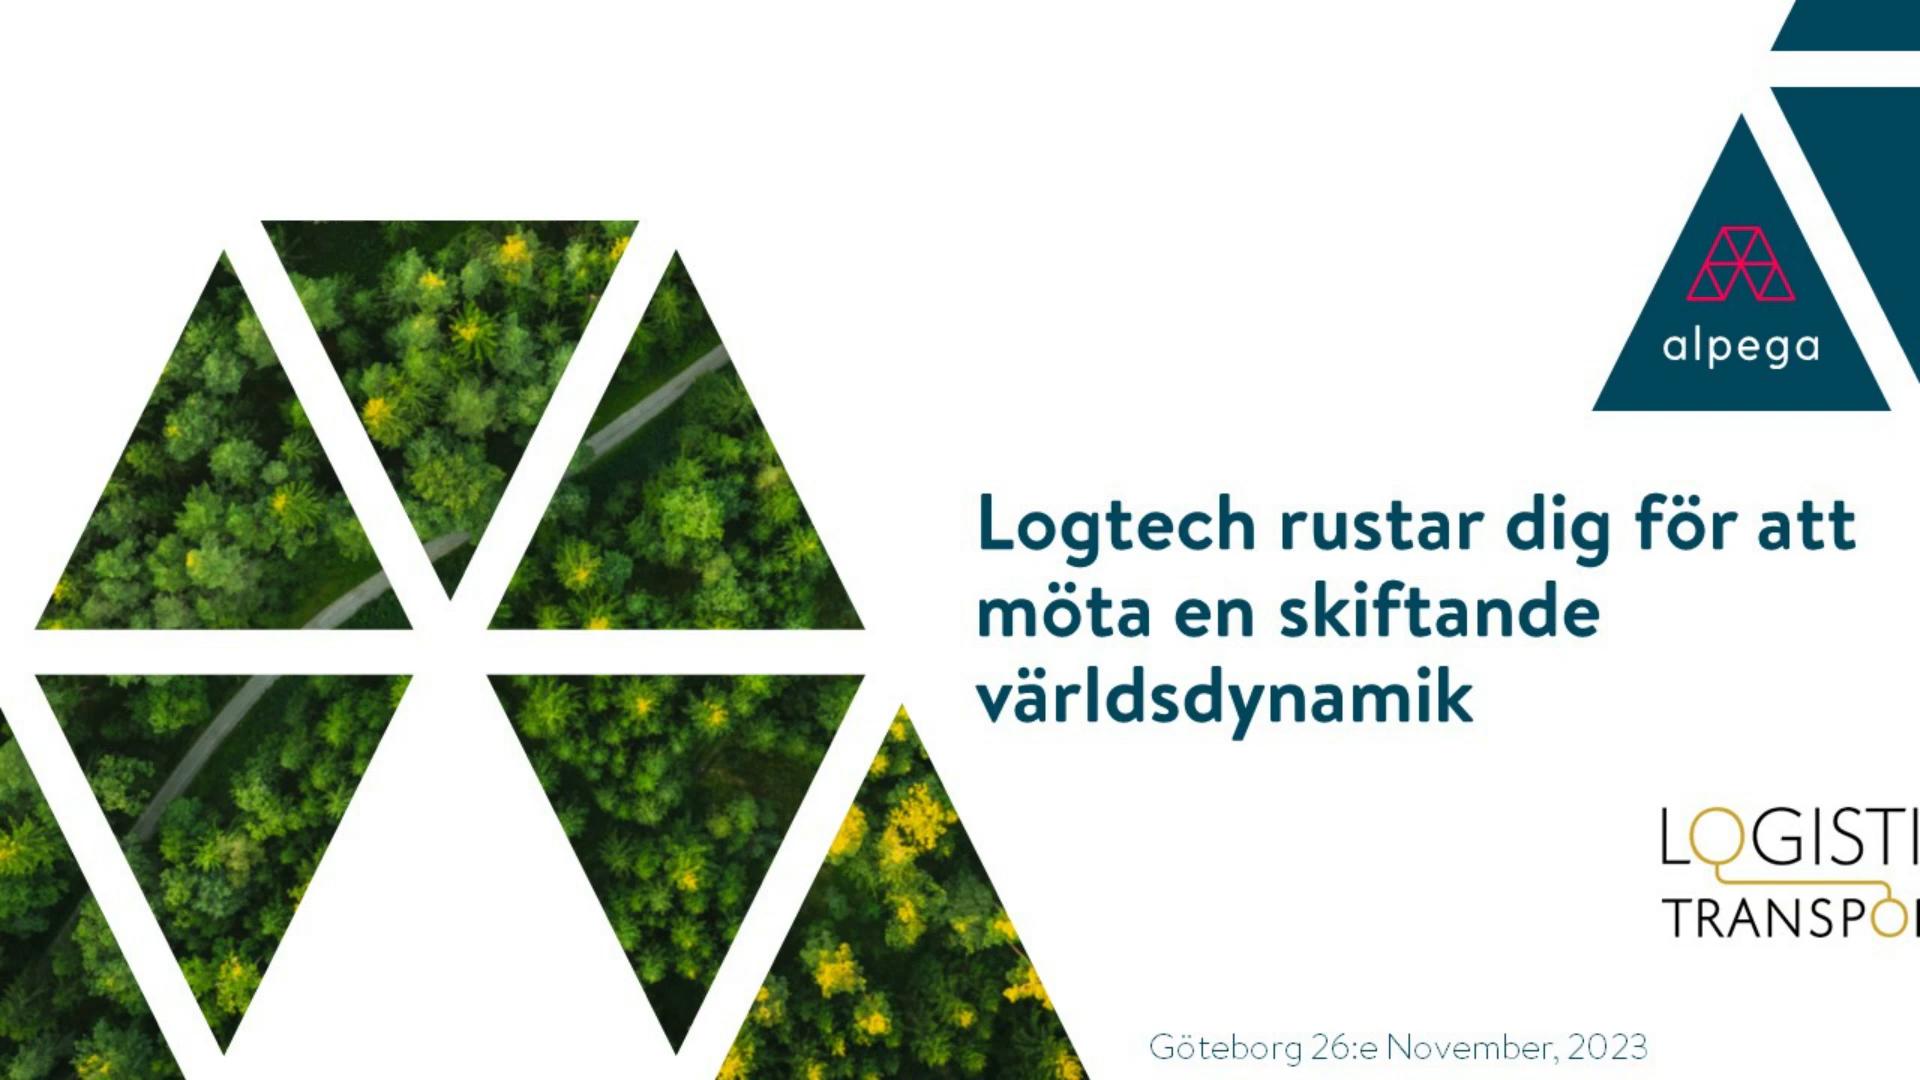 alpega
Logtech rustar dig för att
möta en skiftande
världsdynamik
LOGISTI
TRANSPO
Göteborg 26:e November, 2023